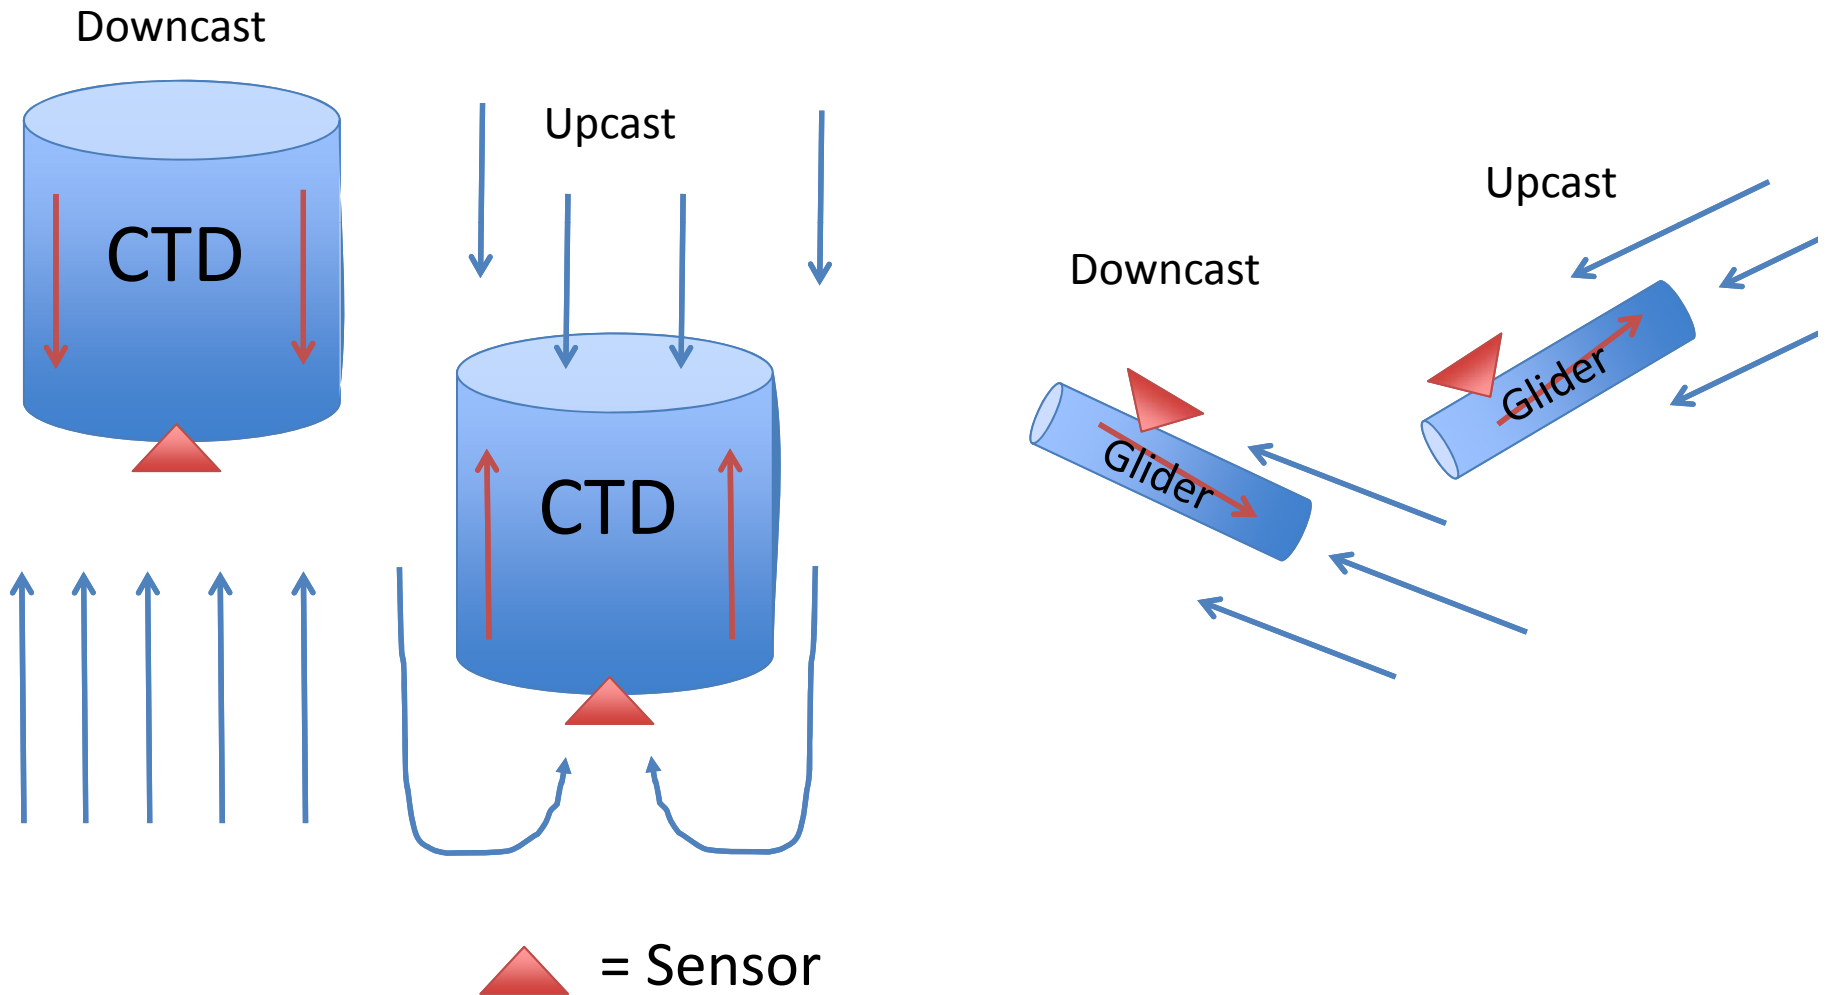 Downcast
CTD
Upcast
CTD
Downcast
Glider
Upcast
Glider
= Sensor